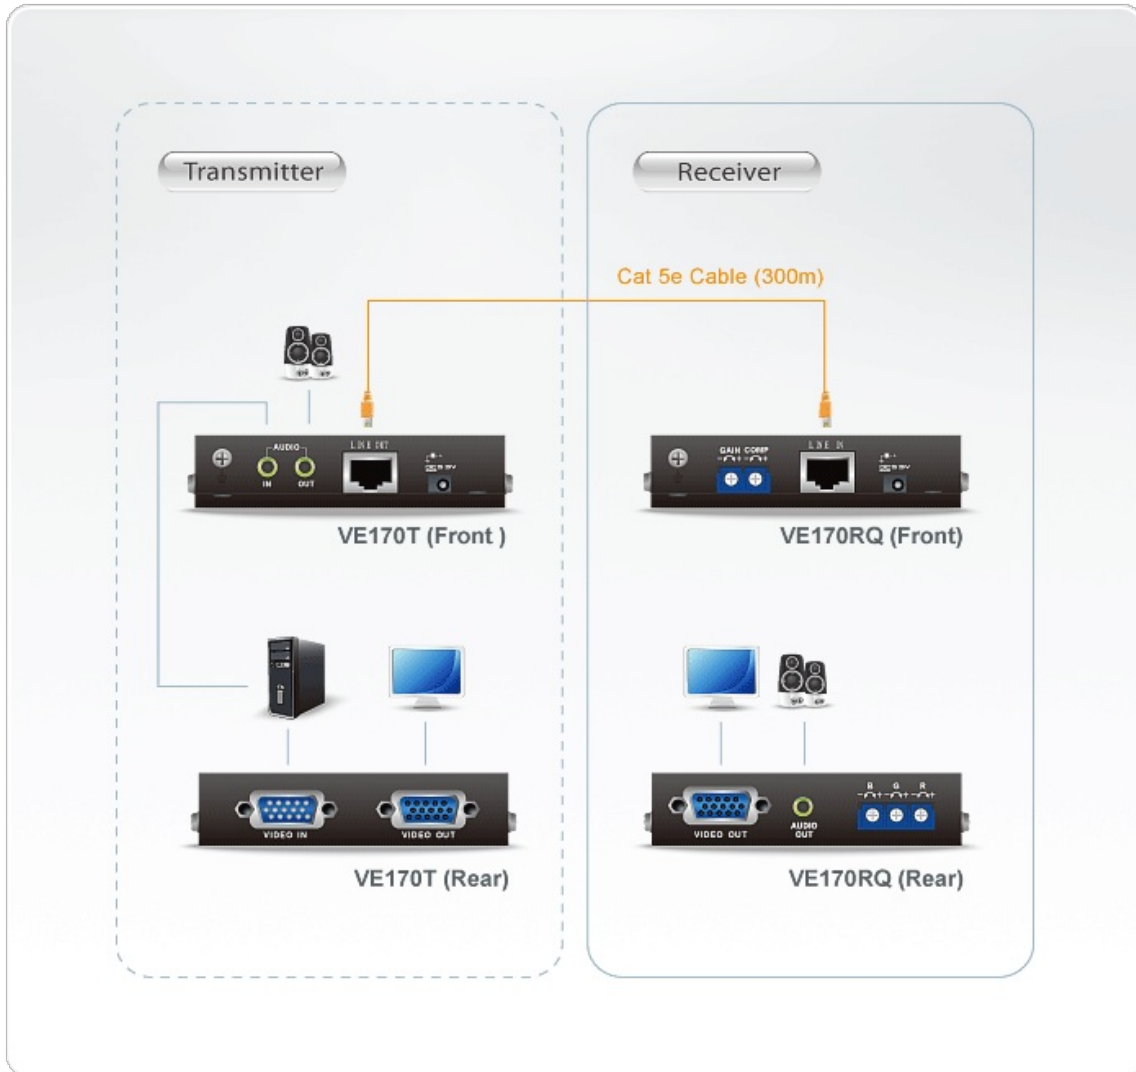 Transmitter
Receiver
Cat 5e Cable (300m)
AUDIO
IN
OUT
LINE OUT
VE170T (Front )
GAIN COMP
- +
- +
LINE IN
VE170RQ (Front)
VIDEO IN
VIDEO OUT
VE170T (Rear)
VIDEO OUT
AUDIO
OUT
B
G
R
- +
- +
- +
VE170RQ (Rear)